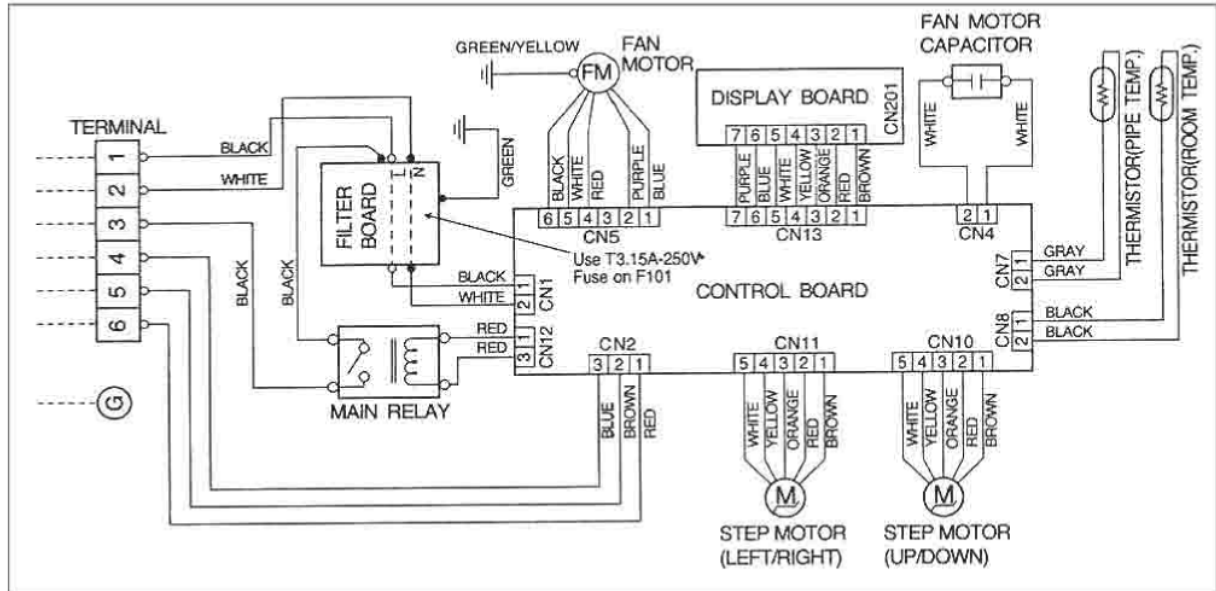 GREEN/YELLOW
FAN
MOTOR
FM
FAN MOTOR
CAPACITOR
DISPLAY BOARD
CN201
7 6 5 4 3 2 1
WHITE
WHITE
THERMISTOR(PIPE TEMP.)
THERMISTOR(ROOM TEMP.)
TERMINAL
1
2
3
4
5
6
G
BLACK
WHITE
L
N
GREEN
FILTER
BOARD
BLACK
WHITE
RED
PURPLE
BLUE
PURPLE
BLUE
WHITE
YELLOW
ORANGE
RED
BROWN
6 5 4 3 2 1
CN5
7 6 5 4 3 2 1
CN13
2 1
CN4
Use T3.15A-250V
Fuse on F101
BLACK
BLACK
BLACK
WHITE
1
2
CN1
CONTROL BOARD
CN7
1
2
GRAY
GRAY
RED
RED
1
3
CN12
CN8
1
2
BLACK
BLACK
MAIN RELAY
CN2
3 2 1
CN11
5 4 3 2 1
CN10
5 4 3 2 1
BLUE
BROWN
RED
WHITE
YELLOW
ORANGE
RED
BROWN
WHITE
YELLOW
ORANGE
RED
BROWN
M
M
STEP MOTOR
(LEFT/RIGHT)
STEP MOTOR
(UP/DOWN)